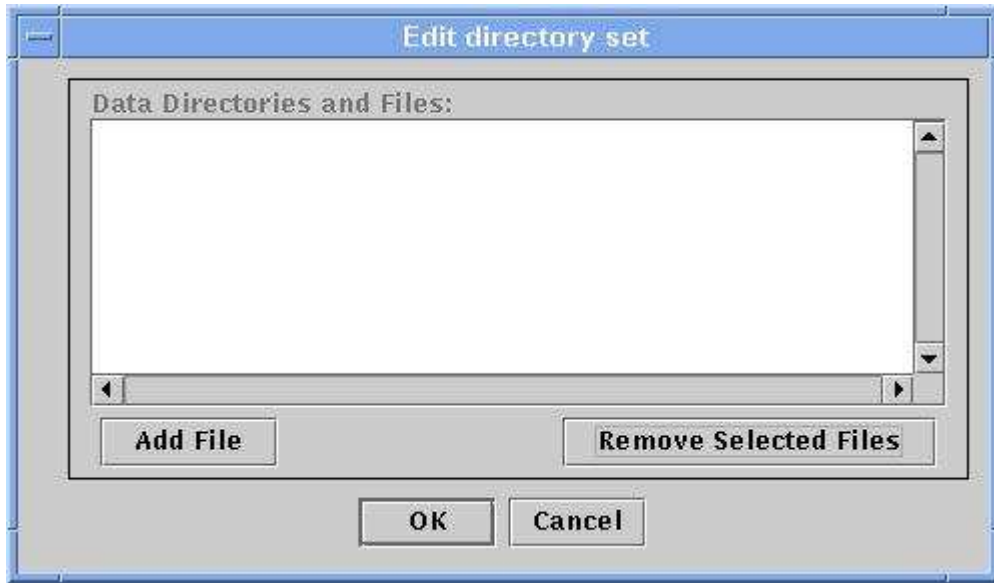 Edit directory set
Data Directories and Files:
Add File
Remove Selected Files
OK
Cancel